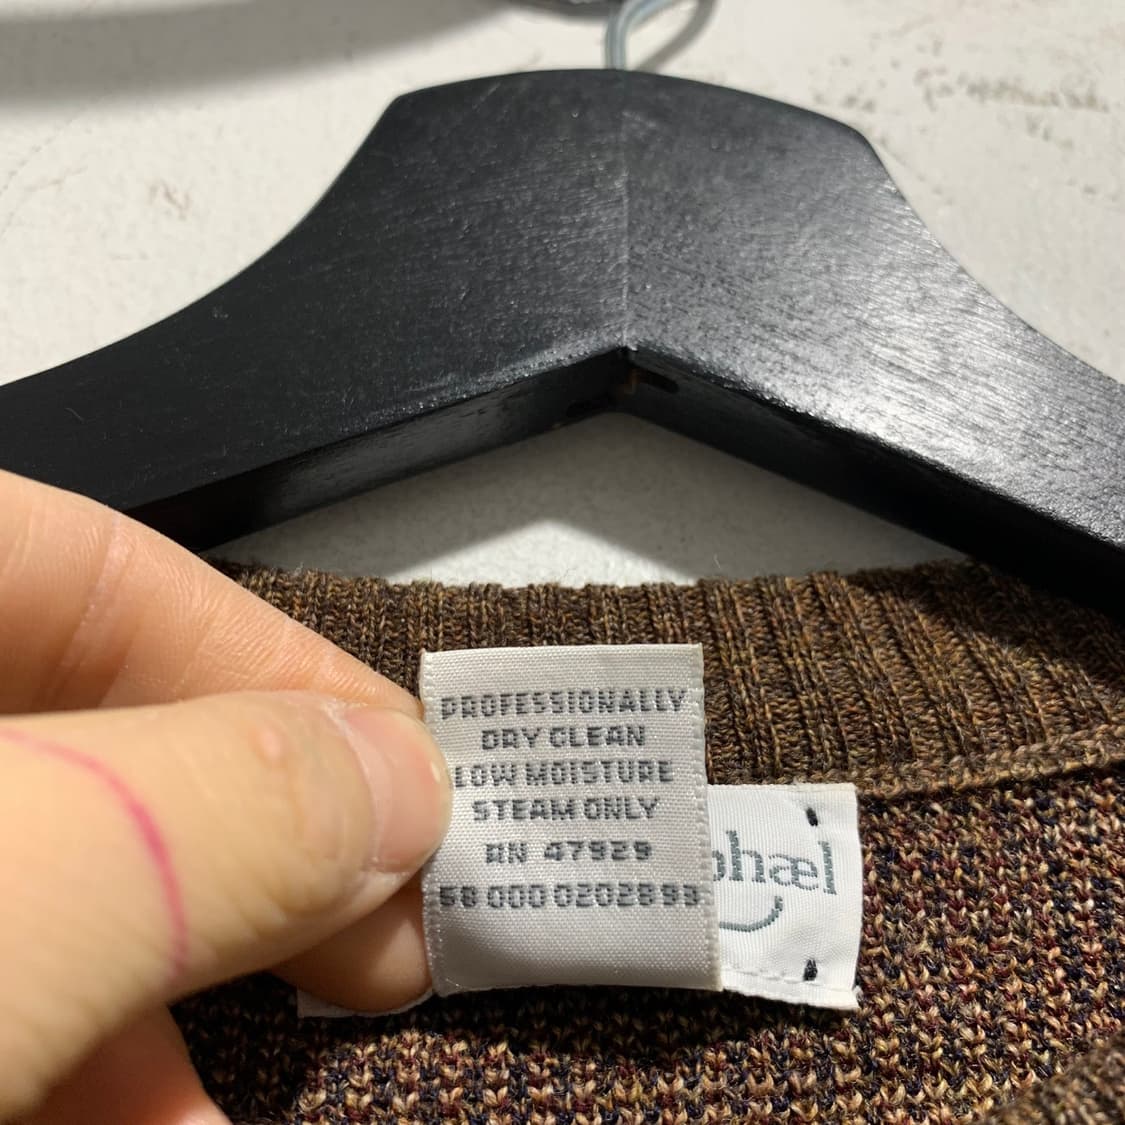 PROFESSIONALLY
DRY CLEAN
LOW MOISTURE
STEAM ONLY
RN 47929
58 000 0202893
phæl